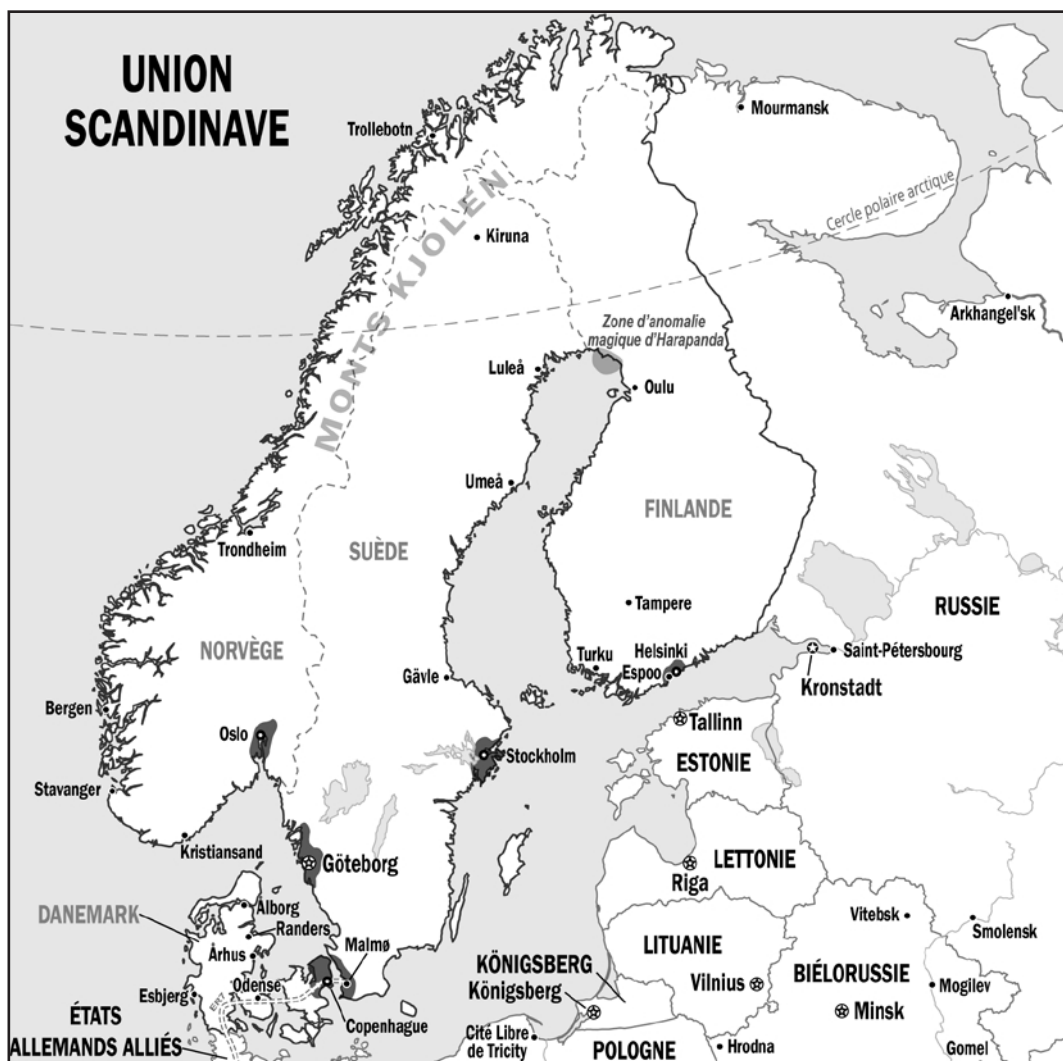 UNION
SCANDINAVE
Trollebotn
Mourmansk
Cercle polaire arctique
MONTS KJÖLEN
Kiruna
Arkhangel'sk
Zone d'anomalie
magique d'Harapanda
Luleå
Oulu
Umeå
FINLANDE
Trondheim
SUÈDE
Tampere
RUSSIE
NORVÈGE
Turku
Helsinki
Espoo
Saint-Pétersbourg
Gävle
Kronstadt
Bergen
Tallinn
Oslo
Stockholm
ESTONIE
Stavanger
Kristiansand
Göteborg
LETTONIE
Riga
DANEMARK
Ålborg
Randers
Vitebsk
Smolensk
Århus
Malmø
LITUANIE
KÖNIGSBERG
Königsberg
Vilnius
BIÉLORUSSIE
Mogilev
Esbjerg
Odense
ERT
Minsk
ÉTATS
ALLEMANDS ALLIÉS
Copenhague
Cité Libre
de Tricity
POLOGNE
Hrodna
Gomel